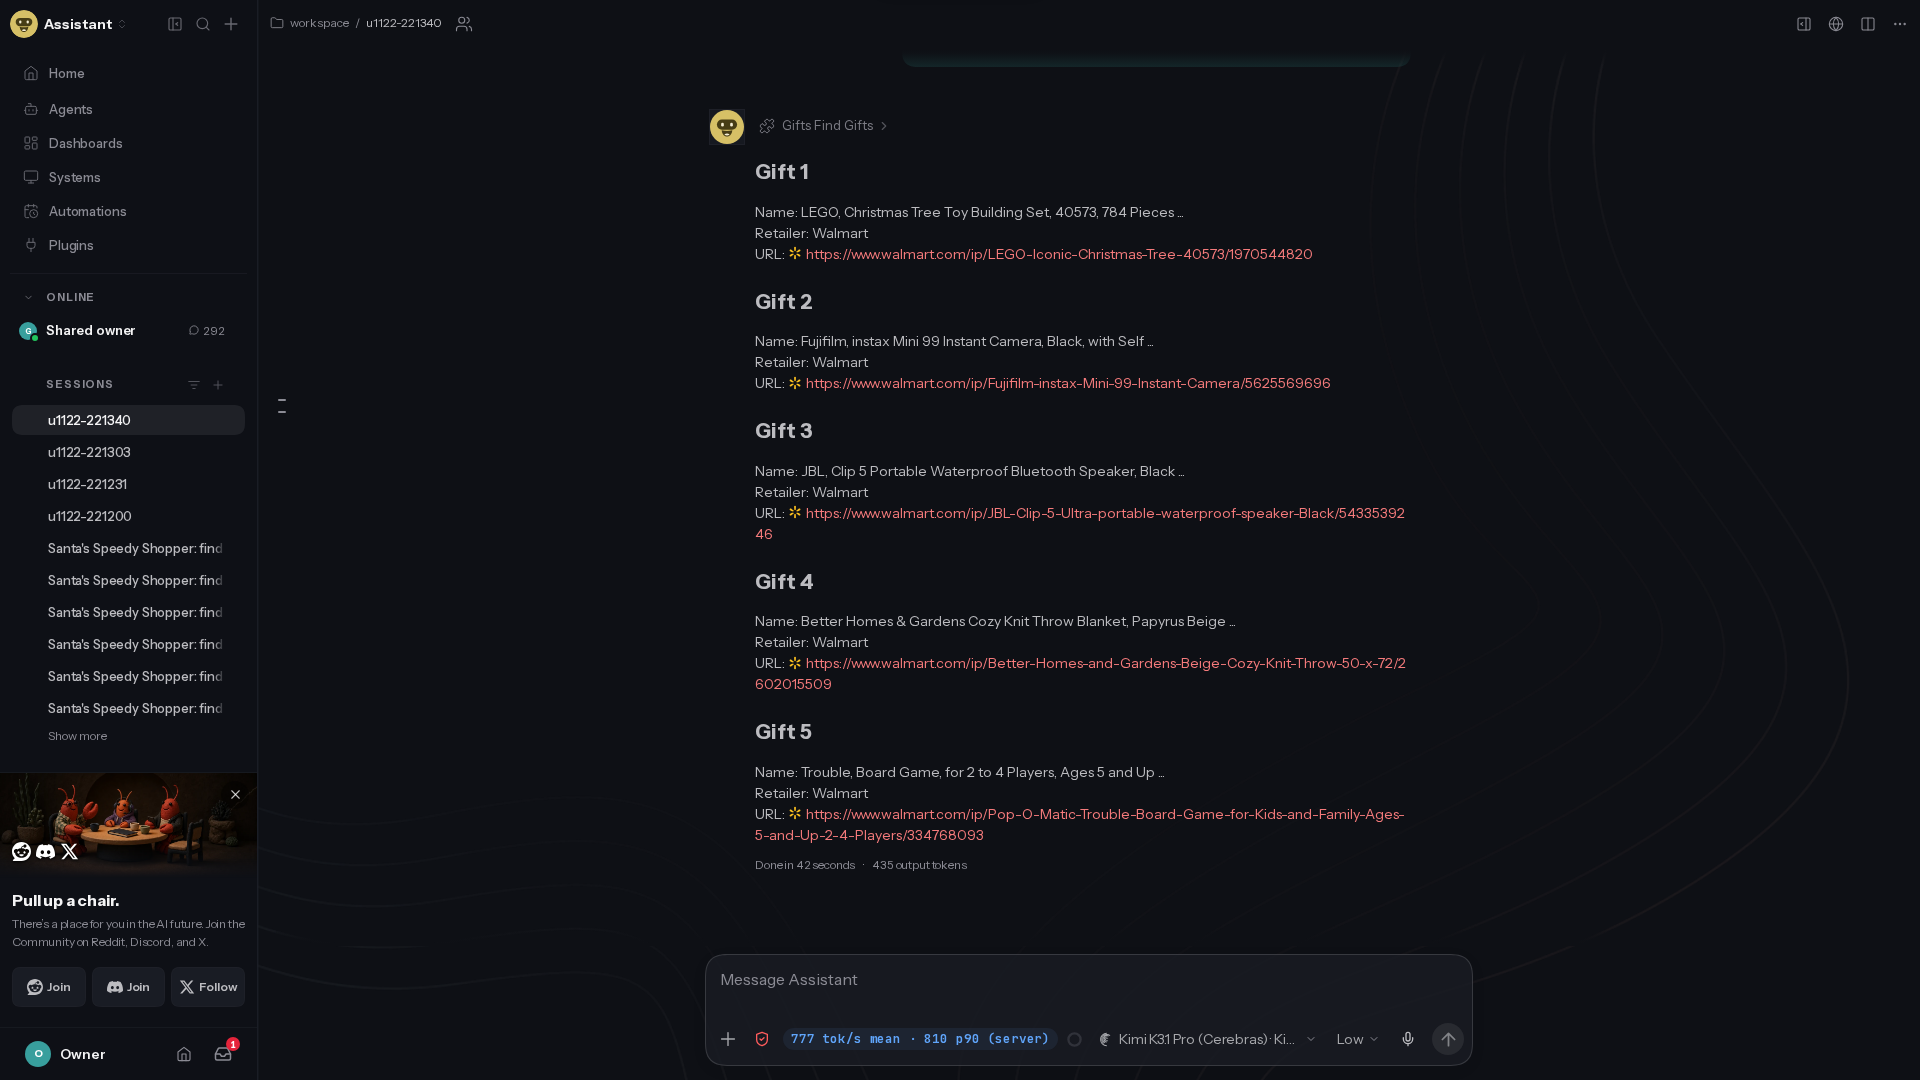 Assistant
workspace / u1122-221340
Home
Agents
Dashboards
Systems
Automations
Plugins
ONLINE
G Shared owner 292
SESSIONS
u1122-221340
u1122-221303
u1122-221231
u1122-221200
Santa's Speedy Shopper: find
Santa's Speedy Shopper: find
Santa's Speedy Shopper: find
Santa's Speedy Shopper: find
Santa's Speedy Shopper: find
Santa's Speedy Shopper: find
Show more
Pull up a chair.
There's a place for you in the AI future. Join the
Community on Reddit, Discord, and X.
Join
Join
Follow
O Owner 1
Gifts Find Gifts
Gift 1
Name: LEGO, Christmas Tree Toy Building Set, 40573, 784 Pieces ...
Retailer: Walmart
URL: https://www.walmart.com/ip/LEGO-Iconic-Christmas-Tree-40573/1970544820
Gift 2
Name: Fujifilm, instax Mini 99 Instant Camera, Black, with Self ...
Retailer: Walmart
URL: https://www.walmart.com/ip/Fujifilm-instax-Mini-99-Instant-Camera/5625569696
Gift 3
Name: JBL, Clip 5 Portable Waterproof Bluetooth Speaker, Black ...
Retailer: Walmart
URL: https://www.walmart.com/ip/JBL-Clip-5-Ultra-portable-waterproof-speaker-Black/54335392
46
Gift 4
Name: Better Homes & Gardens Cozy Knit Throw Blanket, Papyrus Beige ...
Retailer: Walmart
URL: https://www.walmart.com/ip/Better-Homes-and-Gardens-Beige-Cozy-Knit-Throw-50-x-72/2
602015509
Gift 5
Name: Trouble, Board Game, for 2 to 4 Players, Ages 5 and Up ...
Retailer: Walmart
URL: https://www.walmart.com/ip/Pop-O-Matic-Trouble-Board-Game-for-Kids-and-Family-Ages-
5-and-Up-2-4-Players/334768093
Done in 42 seconds · 435 output tokens
Message Assistant
777 tok/s mean · 810 p90 (server)
Kimi K3.1 Pro (Cerebras) · Ki...
Low